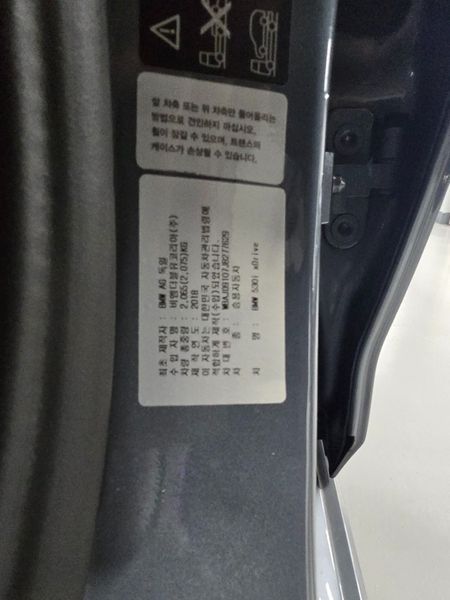 앞 차축 또는 뒤 차축만 들어올리는
방법으로 견인하지 마십시오.
휠이 잠길 수 있으며, 트랜스퍼
케이스가 손상될 수 있습니다.
최초 제작자 : BMW AG 독일
수 입 자 명 : 비엠더블유코리아(주)
차량 총중량 : 2,065(2,075)KG
제 작 연 도 : 2018
이 자동차는 대한민국 자동차관리법령에
적합하게 제작(수입)되었습니다.
차 대 번 호 :
차 종 : 승용자동차
차 명 : BMW 530i xDrive